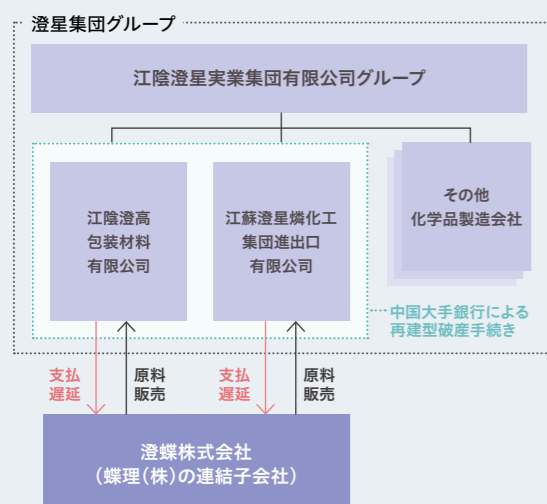 澄星集団グループ
江陰澄星実業集団有限公司グループ
江陰澄高
包装材料
有限公司
江蘇澄星燐化工
集団進出口
有限公司
その他
化学品製造会社
中国大手銀行による
再建型破産手続き
支払
遅延
原料
販売
支払
遅延
原料
販売
澄蝶株式会社
（蝶理（株）の連結子会社）